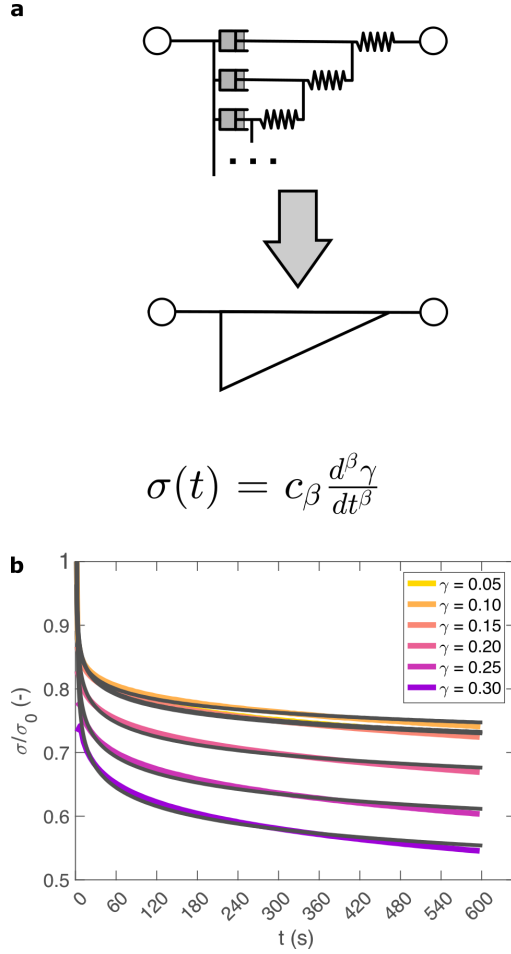 a
. . .
σ(t) = c_β d^βγ/dt^β
b
1
0.9
0.8
0.7
0.6
0.5
σ/σ₀ (-)
γ = 0.05
γ = 0.10
γ = 0.15
γ = 0.20
γ = 0.25
γ = 0.30
0 60 120 180 240 300 360 420 480 540 600
t (s)